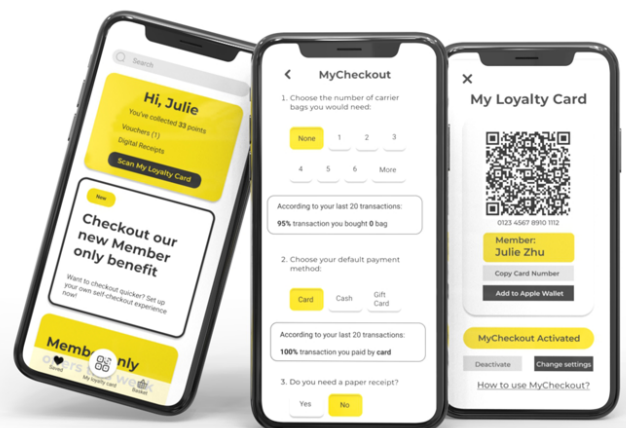 Search
Hi, Julie
You've collected 33 points
Vouchers (1)
Digital Receipts
Scan My Loyalty Card
New
Checkout our
new Member
only benefit
Want to checkout quicker? Set up
your own self-checkout experience
now!
Member only
offers this week
Saved
My loyalty card
Basket
MyCheckout
1. Choose the number of carrier
bags you would need:
None 1 2 3
4 5 6 More
According to your last 20 transactions:
95% transaction you bought 0 bag
2. Choose your default payment
method:
Card Cash Gift
Card
According to your last 20 transactions:
100% transaction you paid by card
3. Do you need a paper receipt?
Yes No
My Loyalty Card
0123 4567 8910 1112
Member:
Julie Zhu
Copy Card Number
Add to Apple Wallet
MyCheckout Activated
Deactivate Change settings
How to use MyCheckout?